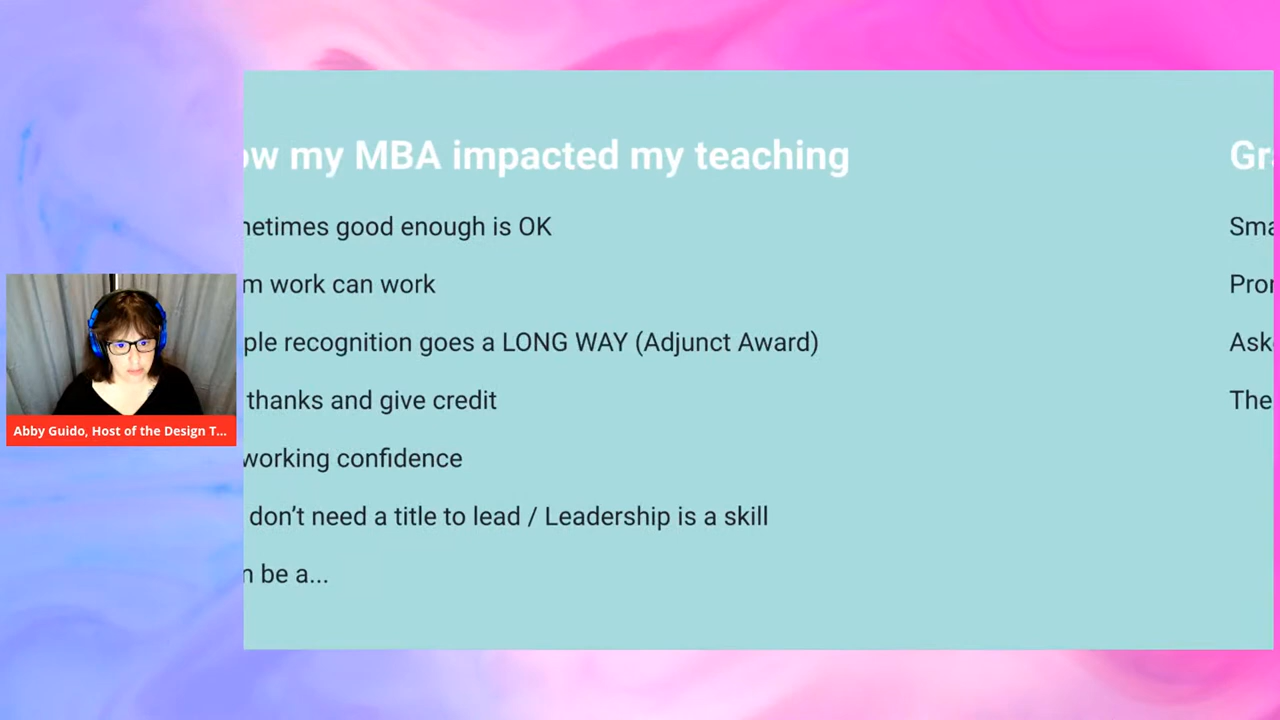 ow my MBA impacted my teaching
netimes good enough is OK
m work can work
ple recognition goes a LONG WAY (Adjunct Award)
thanks and give credit
working confidence
don’t need a title to lead / Leadership is a skill
n be a...
Gr
Sma
Pro
Ask
The
Abby Guido, Host of the Design T...